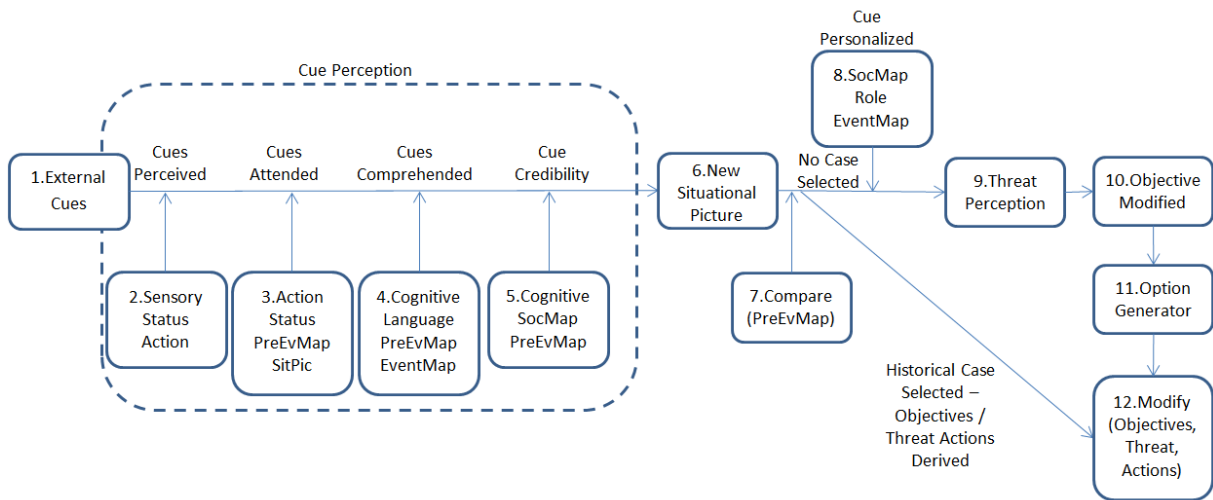 Cue Perception
1.External
Cues
Cues
Perceived
Cues
Attended
Cues
Comprehended
Cue
Credibility
2.Sensory
Status
Action
3.Action
Status
PreEvMap
SitPic
4.Cognitive
Language
PreEvMap
EventMap
5.Cognitive
SocMap
PreEvMap
6.New
Situational
Picture
7.Compare
(PreEvMap)
No Case
Selected
Cue
Personalized
8.SocMap
Role
EventMap
9.Threat
Perception
10.Objective
Modified
11.Option
Generator
Historical Case
Selected –
Objectives /
Threat Actions
Derived
12.Modify
(Objectives,
Threat,
Actions)